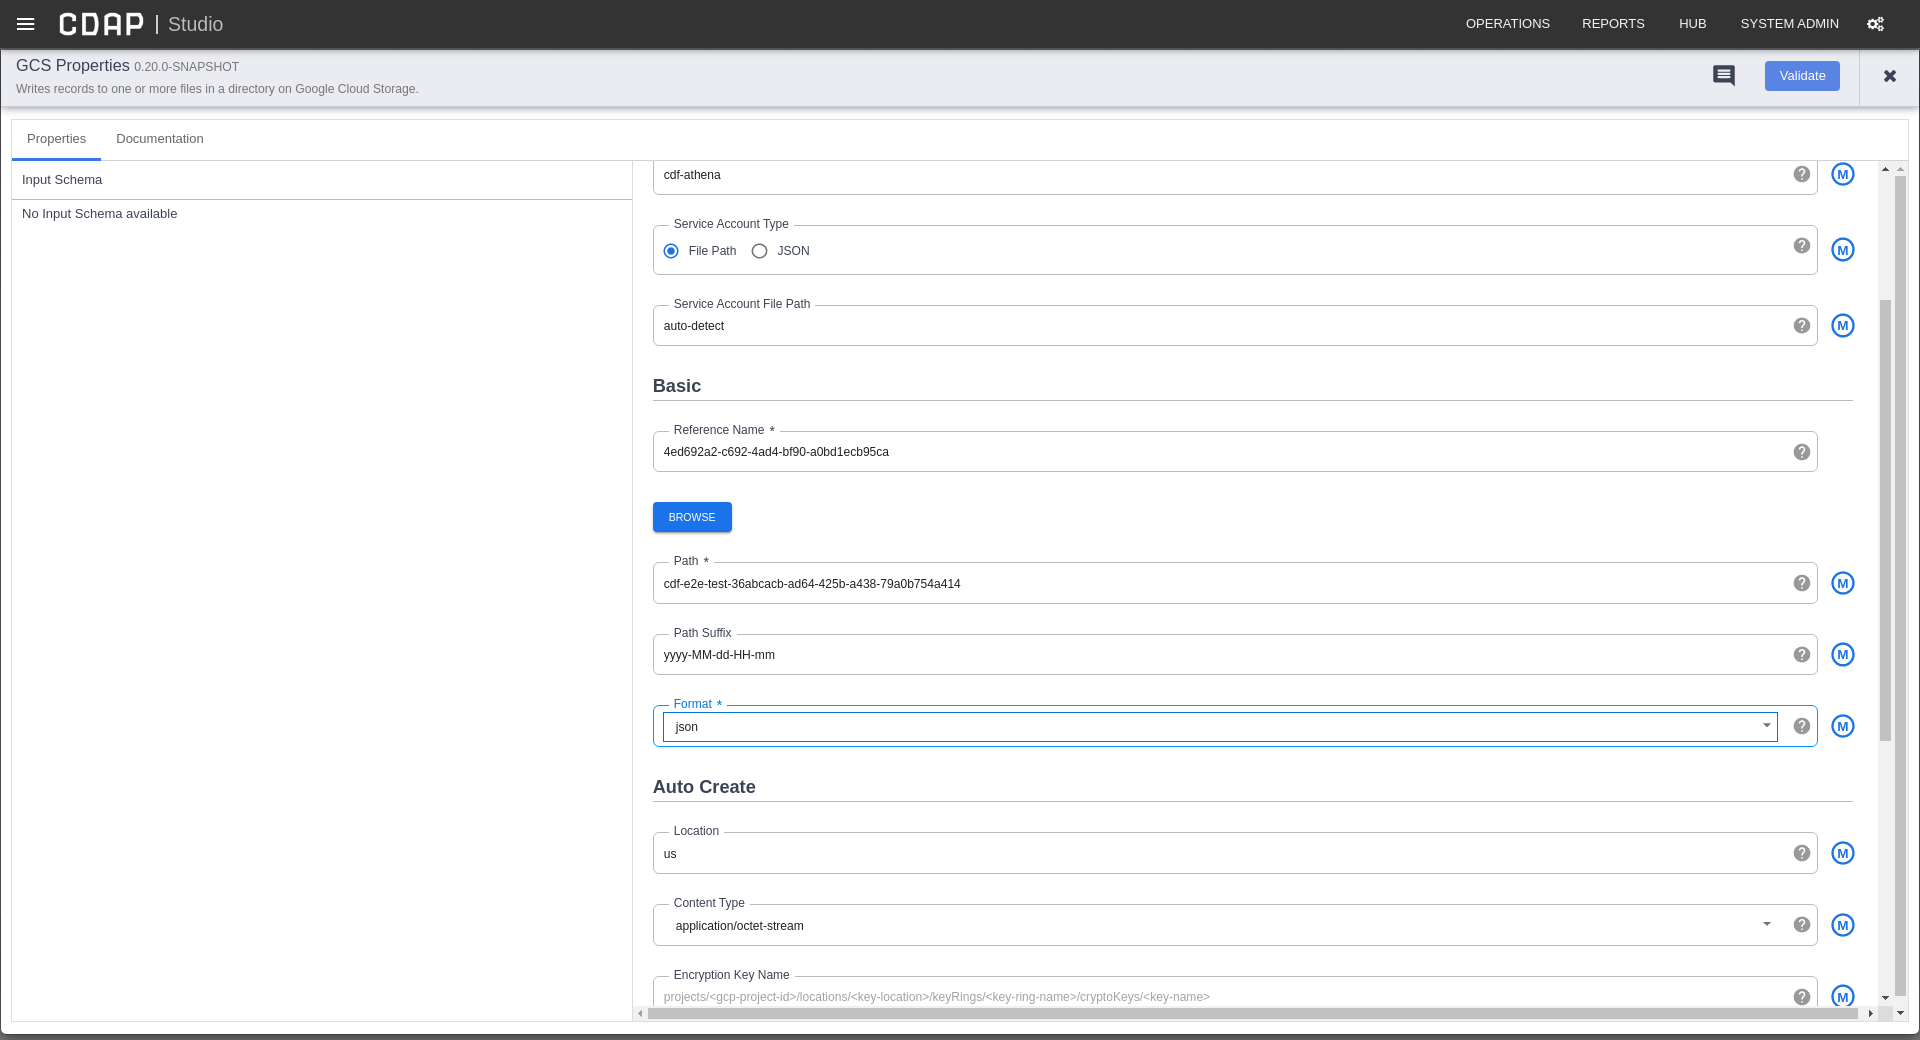 CDAP | Studio OPERATIONS REPORTS HUB SYSTEM ADMIN
GCS Properties 0.20.0-SNAPSHOT
Writes records to one or more files in a directory on Google Cloud Storage.
Validate
Properties Documentation
Input Schema
No Input Schema available
cdf-athena
M
Service Account Type
File Path JSON
M
Service Account File Path
auto-detect
M
Basic
Reference Name *
4ed692a2-c692-4ad4-bf90-a0bd1ecb95ca
BROWSE
Path *
cdf-e2e-test-36abcacb-ad64-425b-a438-79a0b754a414
M
Path Suffix
yyyy-MM-dd-HH-mm
M
Format *
json
M
Auto Create
Location
us
M
Content Type
application/octet-stream
M
Encryption Key Name
projects/<gcp-project-id>/locations/<key-location>/keyRings/<key-ring-name>/cryptoKeys/<key-name>
M